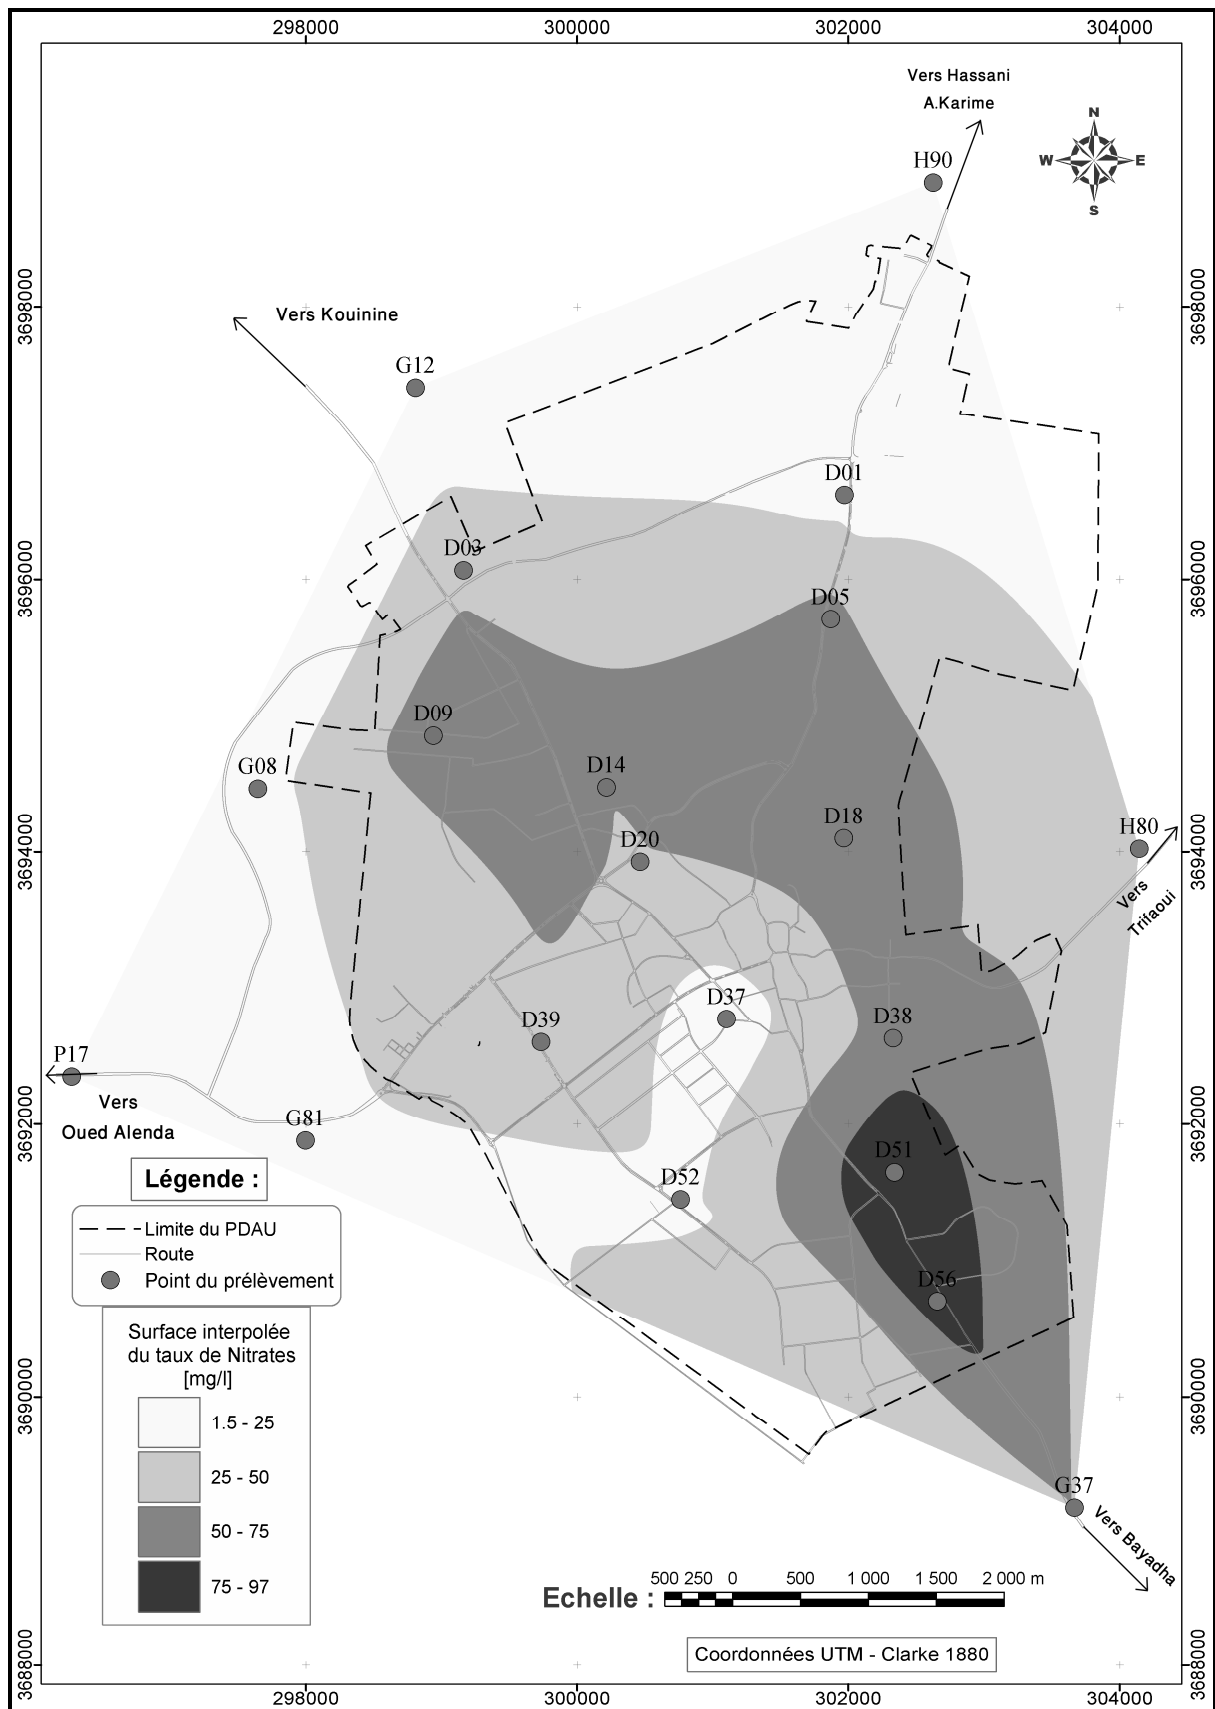 298000
300000
302000
304000
Vers Hassani
A.Karime
N
W
E
S
H90
3698000
3698000
Vers Kouinine
G12
D01
3696000
3696000
D03
D05
D09
G08
D14
D18
D20
H80
3694000
3694000
Vers
Trifaoui
D37
D38
D39
P17
Vers
Oued Alenda
G81
3692000
3692000
D51
D52
Légende :
Limite du PDAU
Route
Point du prélèvement
D56
Surface interpolée
du taux de Nitrates
[mg/l]
1.5 - 25
25 - 50
50 - 75
75 - 97
3690000
3690000
G37
Vers Bayadha
500 250 0 500 1 000 1 500 2 000 m
Echelle :
Coordonnées UTM - Clarke 1880
3688000
3688000
298000
300000
302000
304000